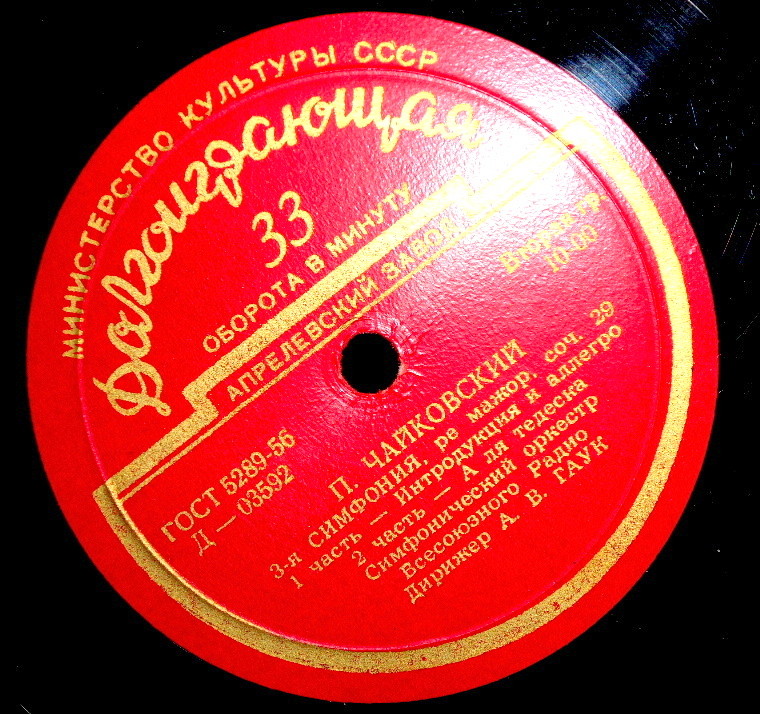 МИНИСТЕРСТВО КУЛЬТУРЫ СССР
Долгоиграющая
33
ОБОРОТА В МИНУТУ
АПРЕЛЕВСКИЙ ЗАВОД
Вторая гр.
10-00
ГОСТ 5289-56
Д — 03592
П. ЧАЙКОВСКИЙ
3-я СИМФОНИЯ, ре мажор, соч. 29
1 часть — Интродукция и аллегро
2 часть — А ля тедеска
Симфонический оркестр
Всесоюзного Радио
Дирижер А. В. ГАУК